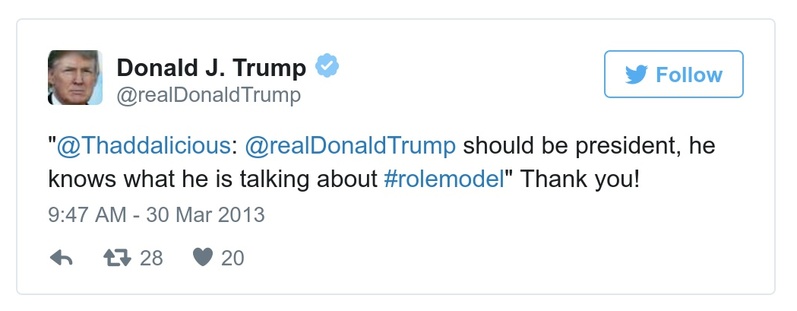 Donald J. Trump
Follow
@realDonaldTrump
"@Thaddalicious: @realDonaldTrump should be president, he
knows what he is talking about #rolemodel" Thank you!
9:47 AM - 30 Mar 2013
28 20